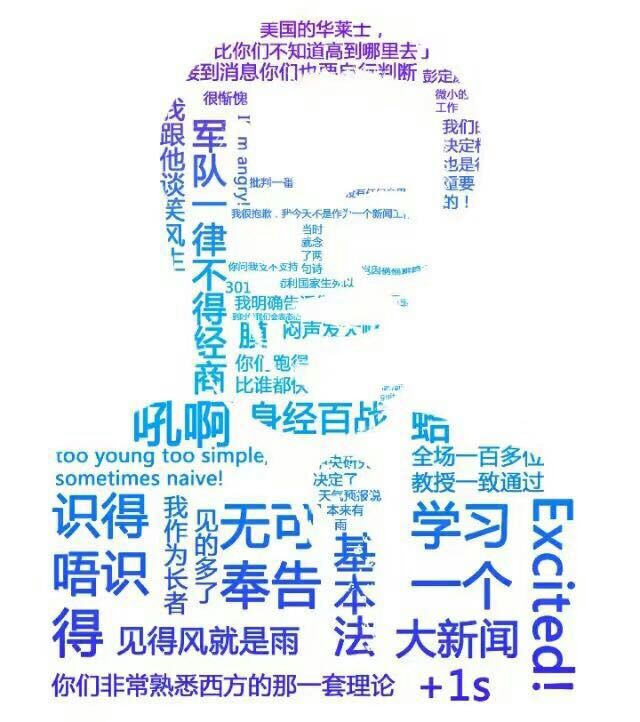 美国的华莱士，
比你们不知道高到哪里去了
接到消息你们也要自行判断
彭定康
很惭愧
微小的
工作
我跟他谈笑风生
军队一律不得经商
I'm angry!
我们的
决定权
也是很
重要
的！
批判一番
我很抱歉，我今天不是作为一个新闻工作
当时
就念
了两
句诗
你问我支不支持
苟利国家生死以
301
我明确告诉你
膜
闷声发大财
你们跑得
比谁都快
吼啊
身经百战
蛤
too young too simple,
sometimes naive!
中央研究
决定了
天气预报说
本来有
雨
全场一百多位
教授一致通过
识得
唔识
得
我作为长者
见的多了
无可
奉告
基本法
学习
一个
大新闻
Excited!
见得风就是雨
你们非常熟悉西方的那一套理论
+1s